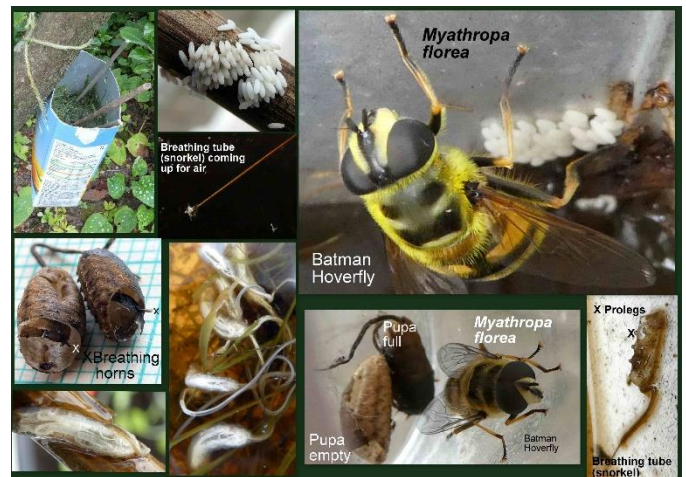 Myathropa
florea
Breathing tube
(snorkel) coming
up for air
Batman
Hoverfly
x
X
XBreathing
horns
Pupa
full
Myathropa
florea
Pupa
empty
Batman
Hoverfly
X Prolegs
X
Breathing tube
(snorkel)